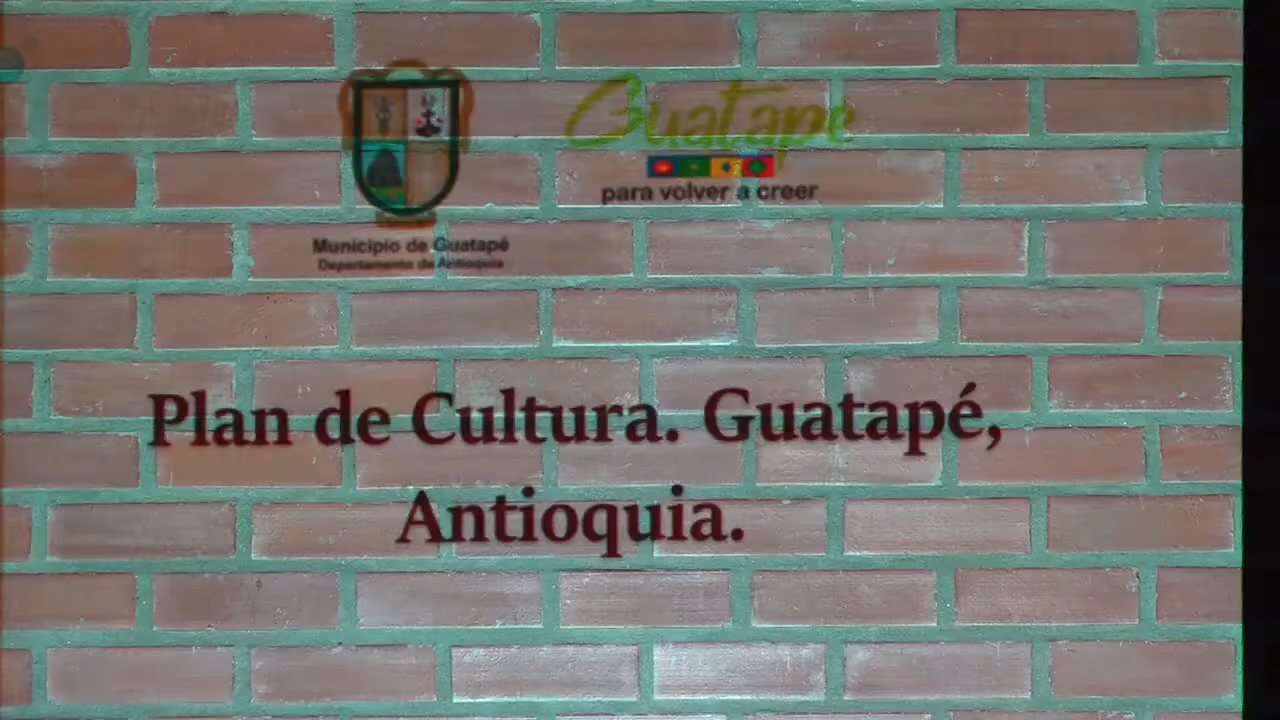 Guatapé
para volver a creer
Municipio de Guatapé
Departamento de Antioquia
Plan de Cultura. Guatapé,
Antioquia.